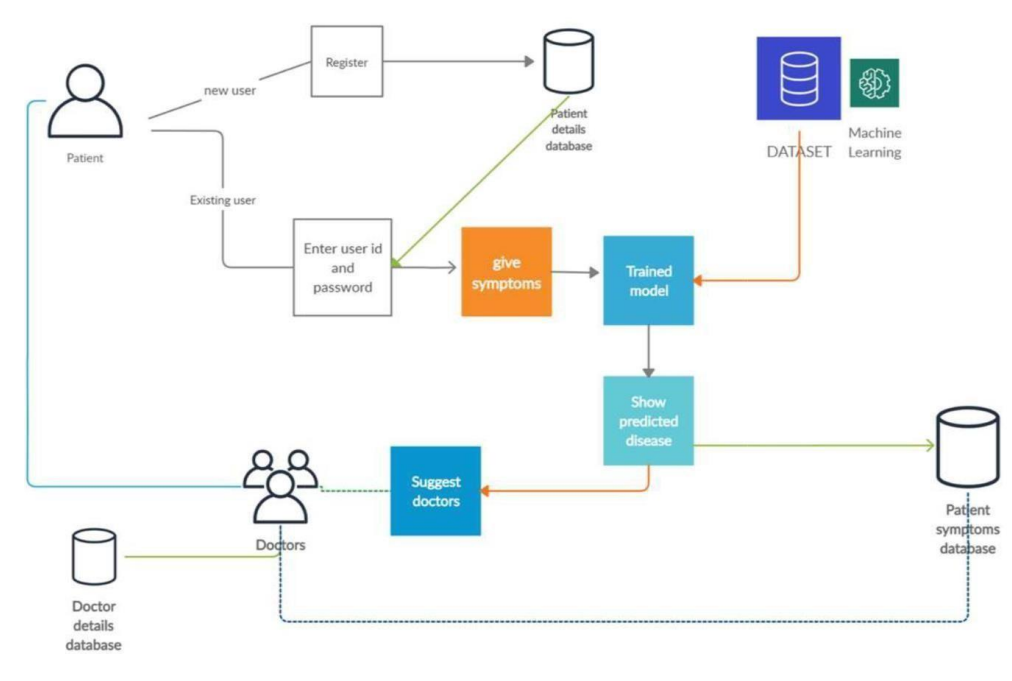 Register
new user
Patient
Patient
details
database
DATASET
Machine
Learning
Existing user
Enter user id
and
password
give
symptoms
Trained
model
Show
predicted
disease
Suggest
doctors
Doctors
Patient
symptoms
database
Doctor
details
database